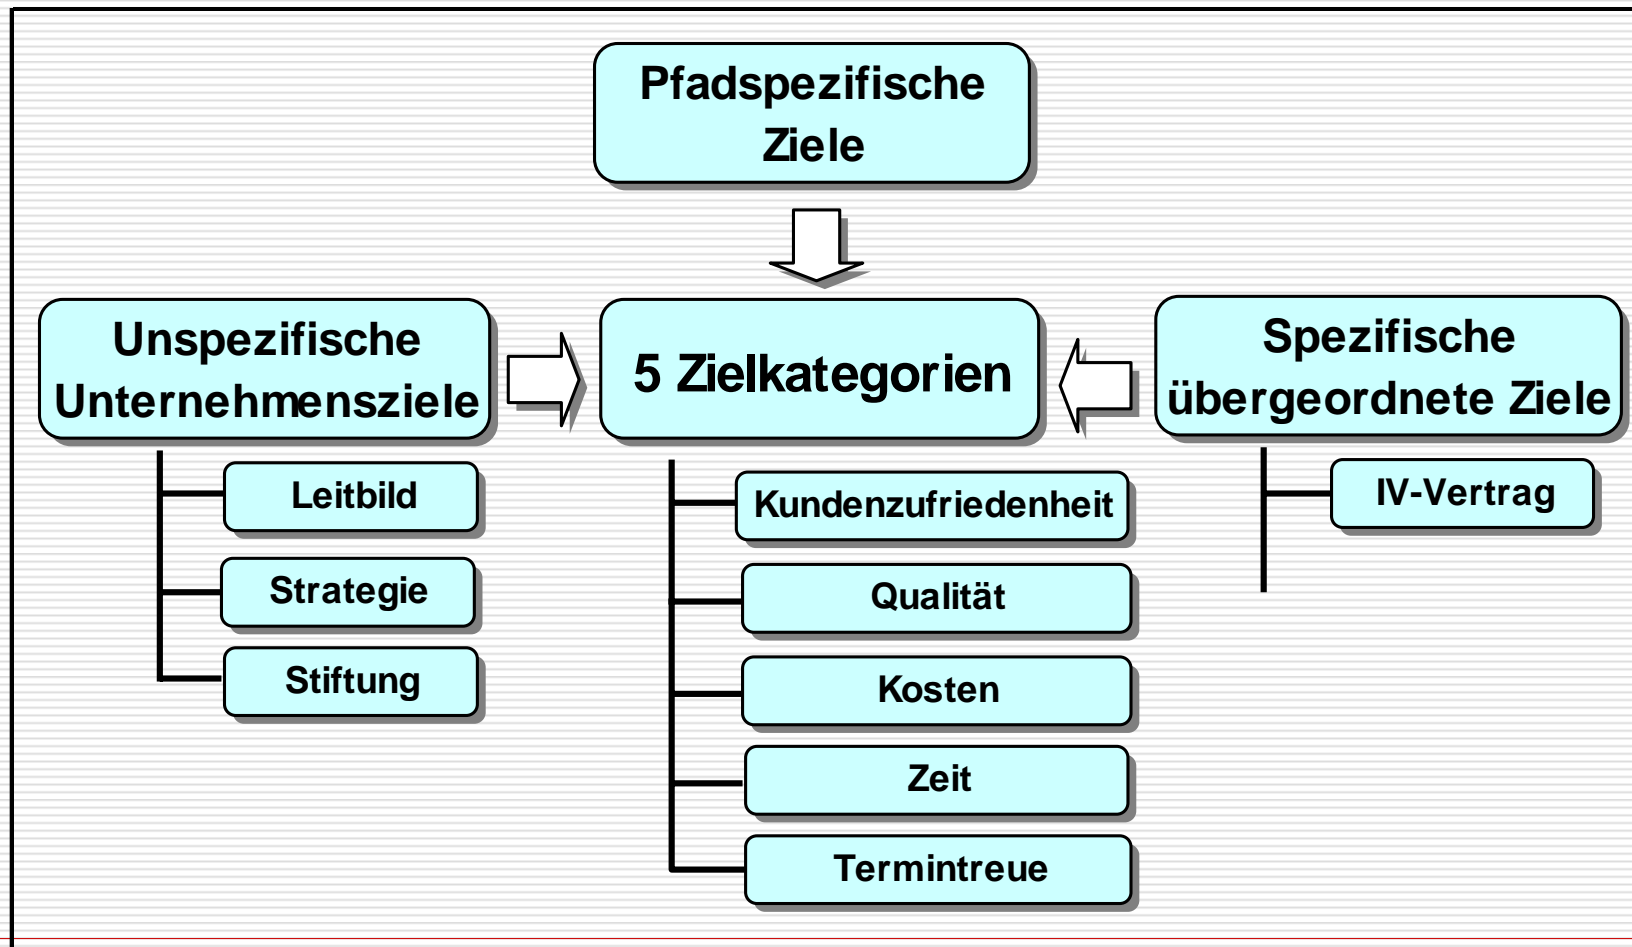 Pfadspezifische
Ziele
Unspezifische
Unternehmensziele
Leitbild
Strategie
Stiftung
5 Zielkategorien
Kundenzufriedenheit
Qualität
Kosten
Zeit
Termintreue
Spezifische
übergeordnete Ziele
IV-Vertrag